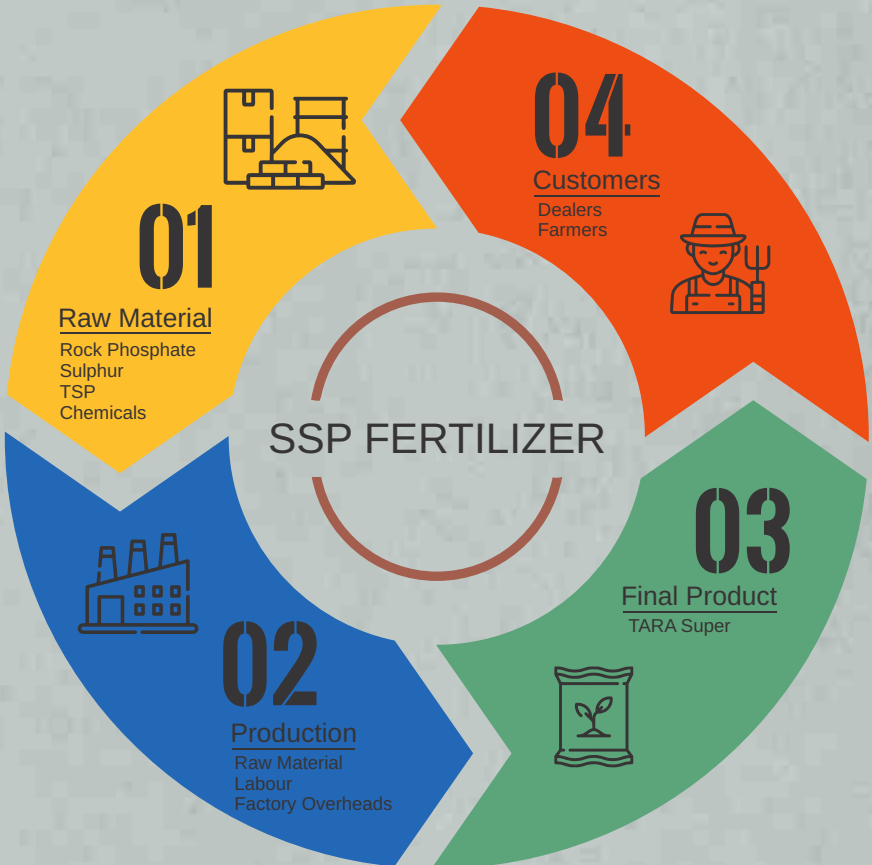 01
Raw Material
Rock Phosphate
Sulphur
TSP
Chemicals
02
Production
Raw Material
Labour
Factory Overheads
03
Final Product
TARA Super
04
Customers
Dealers
Farmers
SSP FERTILIZER